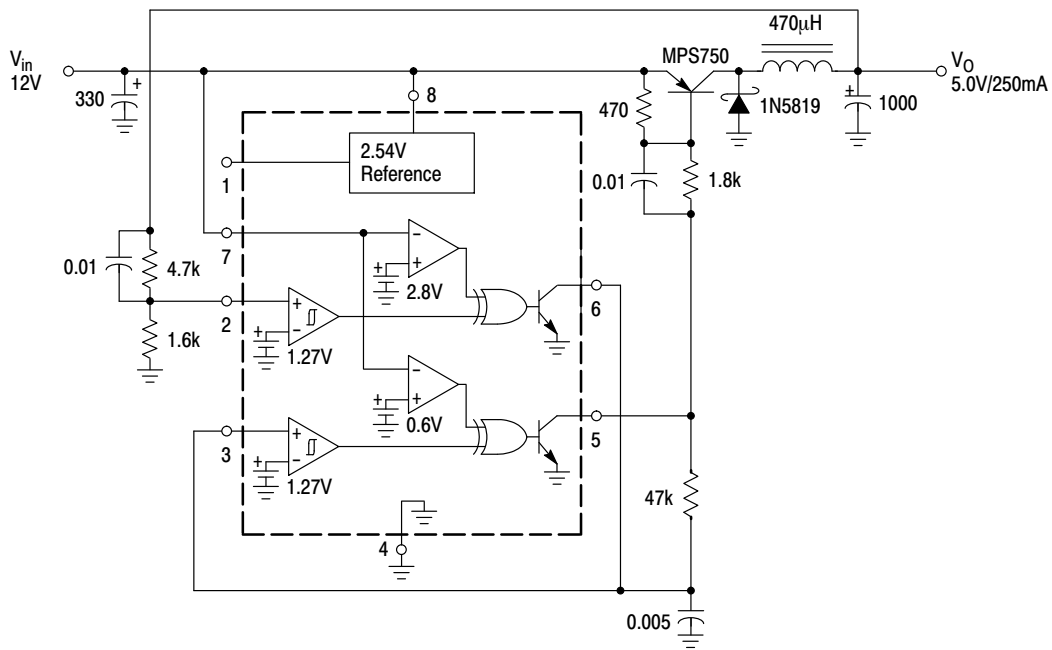 470μH
MPS750
Vin
12V
VO
5.0V/250mA
330
+
8
470
1N5819
+
1000
2.54V
Reference
1
0.01
1.8k
7
–
+
+
2.8V
0.01
4.7k
2
+
–
+
1.27V
6
1.6k
–
+
+
0.6V
5
3
+
–
+
1.27V
47k
4
0.005